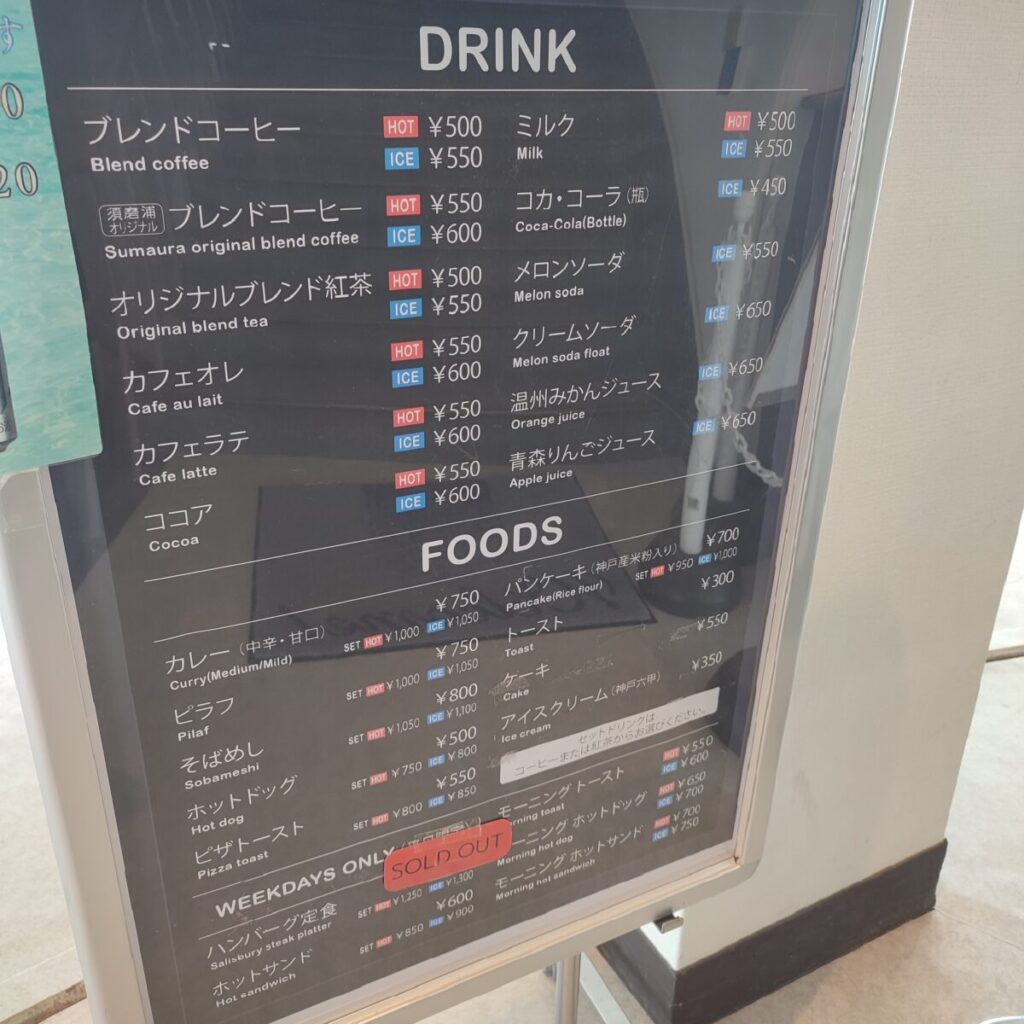 す
0
20
DRINK
ブレンドコーヒー HOT ¥500
Blend coffee ICE ¥550
須磨浦オリジナル ブレンドコーヒー HOT ¥550
Sumaura original blend coffee ICE ¥600
オリジナルブレンド紅茶 HOT ¥500
Original blend tea ICE ¥550
カフェオレ HOT ¥550
Cafe au lait ICE ¥600
カフェラテ HOT ¥550
Cafe latte ICE ¥600
ココア HOT ¥550
Cocoa ICE ¥600
ミルク HOT ¥500
Milk ICE ¥550
コカ・コーラ(瓶) ICE ¥450
Coca-Cola(Bottle)
メロンソーダ ICE ¥550
Melon soda
クリームソーダ ICE ¥650
Melon soda float
温州みかんジュース ICE ¥650
Orange juice
青森りんごジュース ICE ¥650
Apple juice
FOODS
カレー(中辛・甘口) ¥750
Curry(Medium/Mild) SET HOT ¥1,000 ICE ¥1,050
ピラフ ¥750
Pilaf SET HOT ¥1,000 ICE ¥1,050
そばめし ¥800
Sobameshi SET HOT ¥1,050 ICE ¥1,100
ホットドッグ ¥500
Hot dog SET HOT ¥750 ICE ¥800
ピザトースト ¥550
Pizza toast SET HOT ¥800 ICE ¥850
パンケーキ(神戸産米粉入り) ¥700
Pancake(Rice flour) SET HOT ¥950 ICE ¥1,000
トースト ¥300
Toast
ケーキ ¥550
Cake
アイスクリーム(神戸六甲) ¥350
Ice cream
セットドリンクは
コーヒーまたは紅茶からお選びください。
WEEKDAYS ONLY
SOLD OUT
ハンバーグ定食
Salisbury steak platter SET HOT ¥1,250 ICE ¥1,300
ホットサンド ¥600
Hot sandwich SET HOT ¥850 ICE ¥900
モーニングトースト HOT ¥550
orning toast ICE ¥600
ーニング ホットドッグ HOT ¥650
Morning hot dog ICE ¥700
モーニング ホットサンド HOT ¥700
Morning hot sandwich ICE ¥750